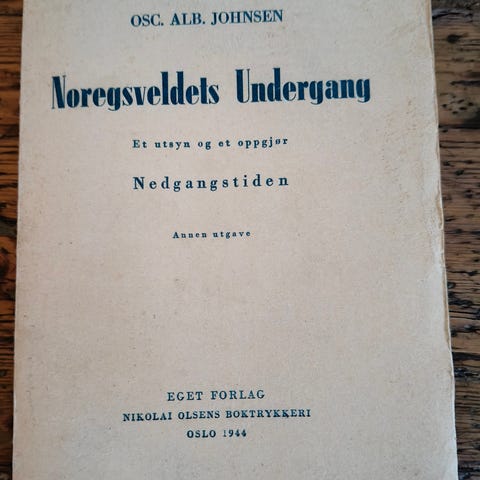 OSC. ALB. JOHNSEN
Noregsveldets Undergang
Et utsyn og et oppgjør
Nedgangstiden
Annen utgave
EGET FORLAG
NIKOLAI OLSENS BOKTRYKKERI
OSLO 1944